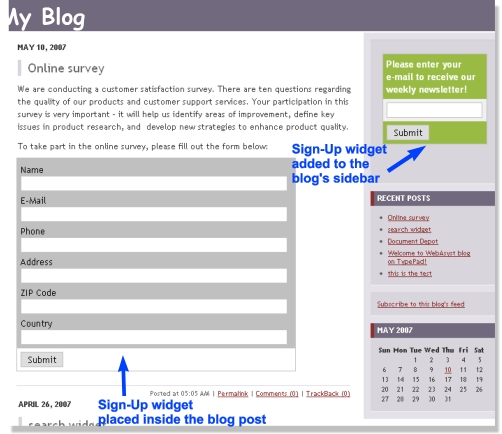 My Blog
MAY 10, 2007
Online survey
We are conducting a customer satisfaction survey. There are ten questions regarding
the quality of our products and customer support services. Your participation in this
survey is very important - it will help us identify areas of improvement, define key
issues in product research, and develop new strategies to enhance product quality.
To take part in the online survey, please fill out the form below:
Name
E-Mail
Phone
Address
ZIP Code
Country
Submit
Sign-Up widget
placed inside the blog post
Posted at 05:05 AM | Permalink | Comments (0) | TrackBack (0)
APRIL 26, 2007
search widget
Please enter your
e-mail to receive our
weekly newsletter!
Submit
Sign-Up widget
added to the
blog's sidebar
RECENT POSTS
Online survey
search widget
Document Depot
Welcome to WebAsyst blog
on TypePad!
this is the test
Subscribe to this blog's feed
MAY 2007
Sun Mon Tue Wed Thu Fri Sat
1 2 3 4 5
6 7 8 9 10 11 12
13 14 15 16 17 18 19
20 21 22 23 24 25 26
27 28 29 30 31